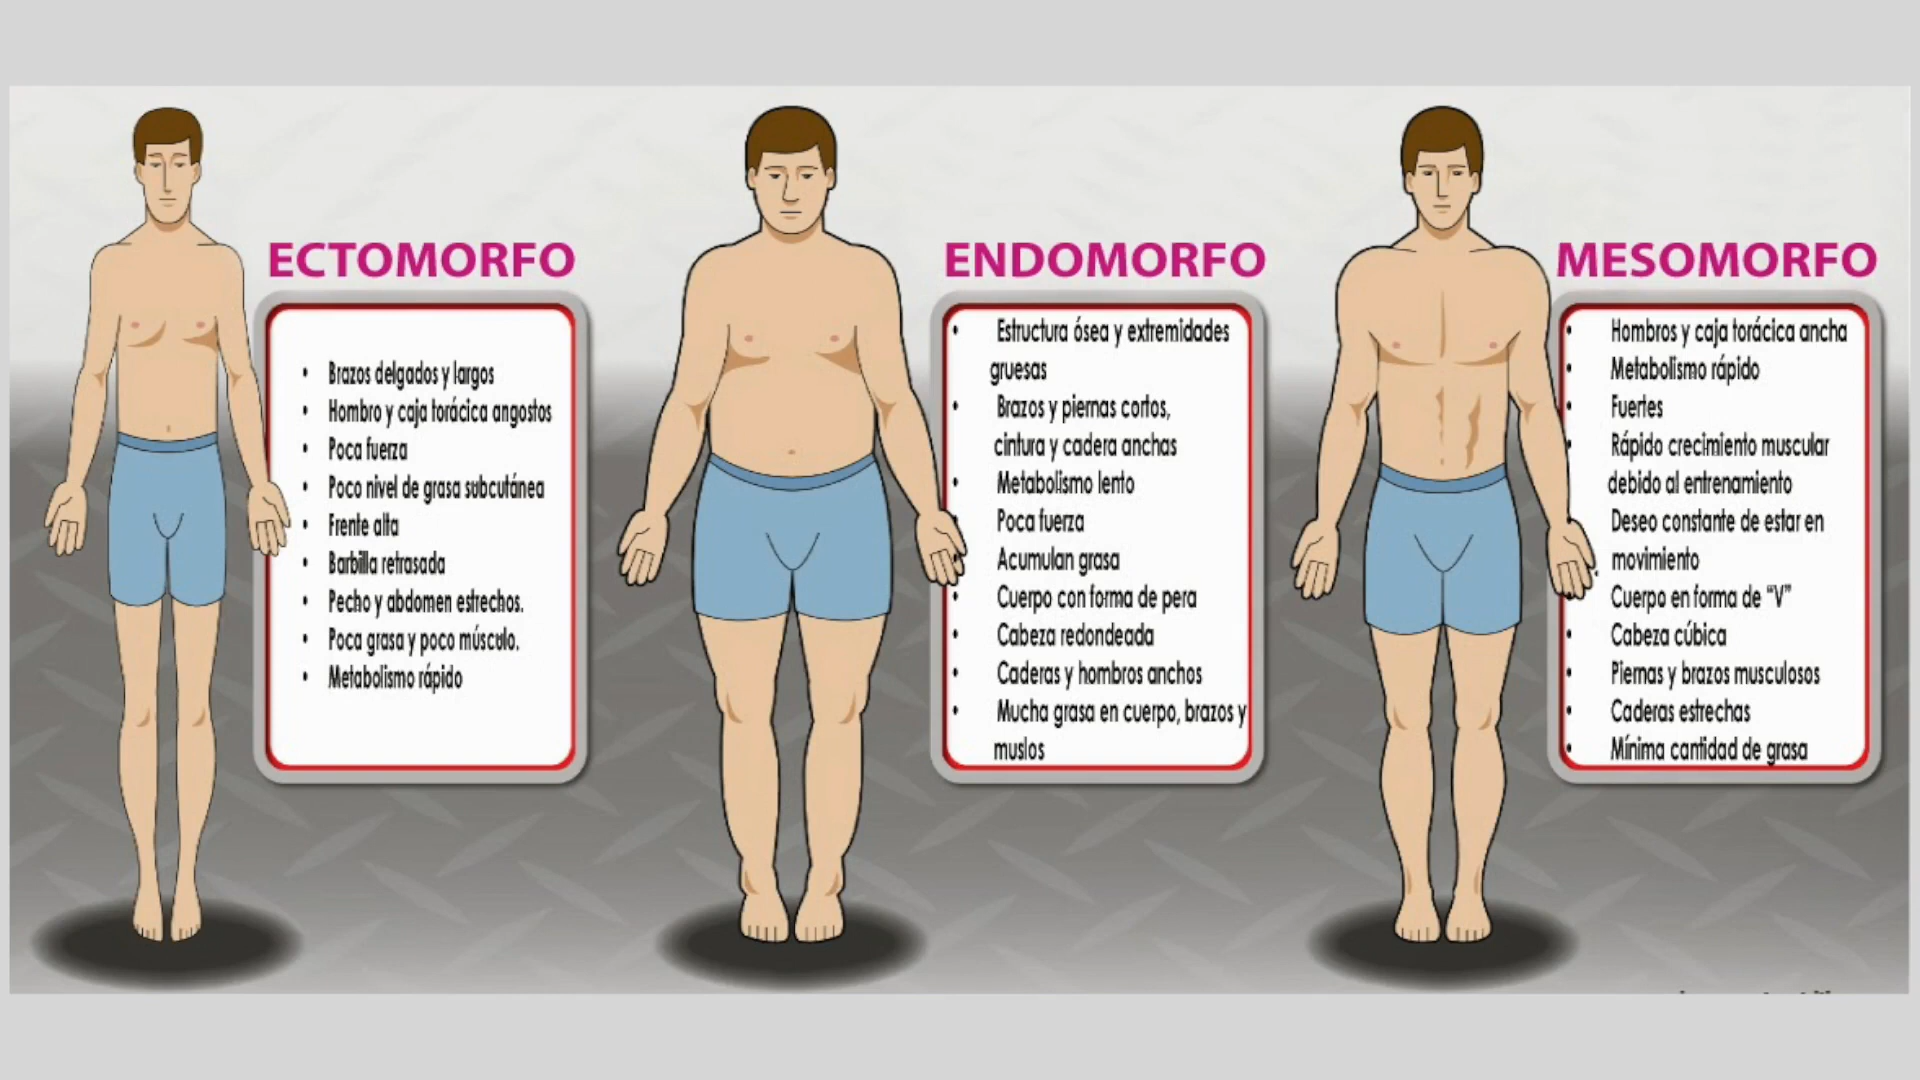 ECTOMORFO
• Brazos delgados y largos
• Hombro y caja torácica angostos
• Poca fuerza
• Poco nivel de grasa subcutánea
• Frente alta
• Barbilla retrasada
• Pecho y abdomen estrechos.
• Poca grasa y poco músculo.
• Metabolismo rápido
ENDOMORFO
• Estructura ósea y extremidades
gruesas
• Brazos y piernas cortos,
cintura y cadera anchas
• Metabolismo lento
Poca fuerza
• Acumulan grasa
• Cuerpo con forma de pera
• Cabeza redondeada
• Caderas y hombros anchos
• Mucha grasa en cuerpo, brazos y
muslos
MESOMORFO
• Hombros y caja torácica ancha
• Metabolismo rápido
• Fuertes
• Rápido crecimiento muscular
debido al entrenamiento
Deseo constante de estar en
movimiento
Cuerpo en forma de “V”
• Cabeza cúbica
• Piernas y brazos musculosos
• Caderas estrechas
• Mínima cantidad de grasa